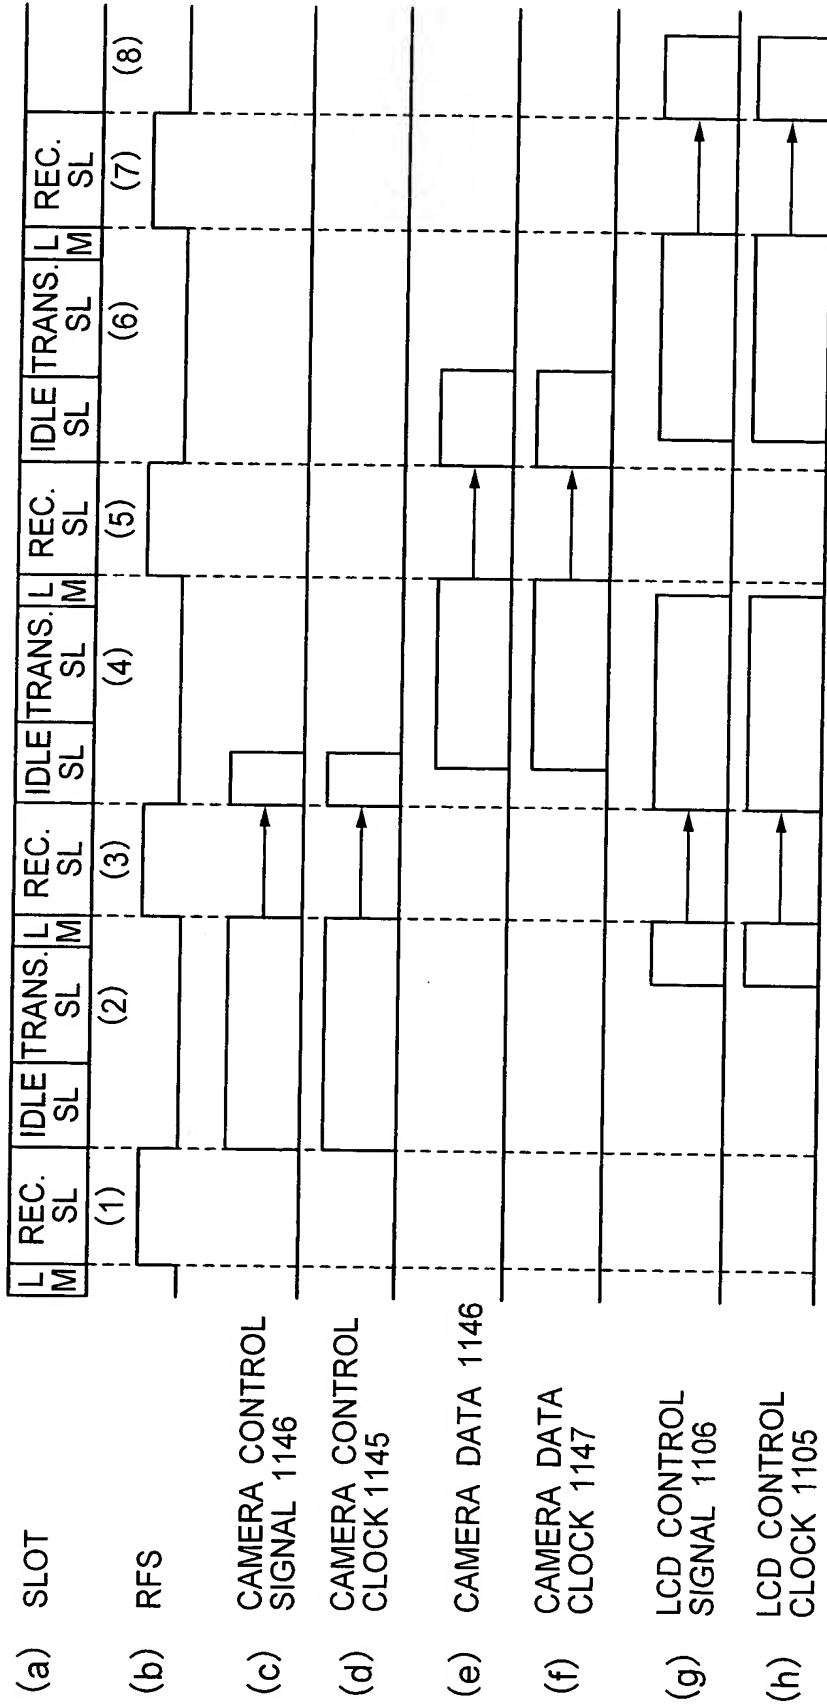 (a) SLOT
L
M
REC.
SL
IDLE
SL
TRANS.
SL
L
M
REC.
SL
IDLE
SL
TRANS.
SL
L
M
REC.
SL
IDLE
SL
TRANS.
SL
L
M
REC.
SL
(b) RFS
(1)
(2)
(3)
(4)
(5)
(6)
(7)
(8)
(c) CAMERA CONTROL
SIGNAL 1146
(d) CAMERA CONTROL
CLOCK 1145
(e) CAMERA DATA 1146
(f) CAMERA DATA
CLOCK 1147
(g) LCD CONTROL
SIGNAL 1106
(h) LCD CONTROL
CLOCK 1105